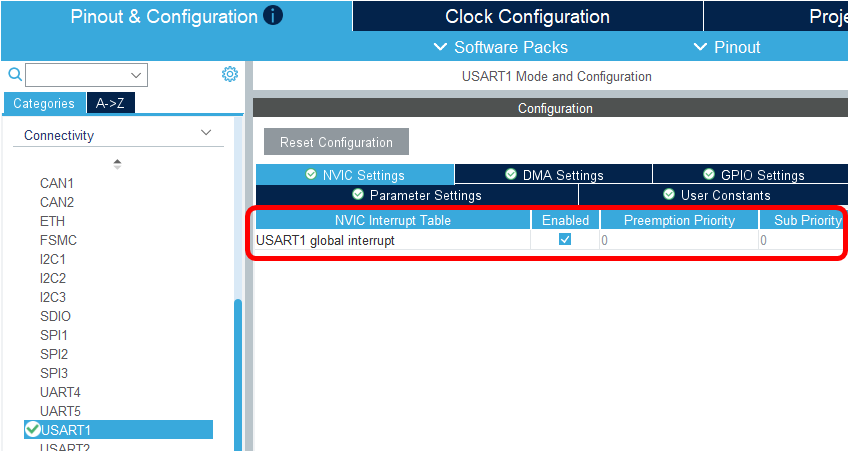 Pinout & Configuration
Clock Configuration
Proje
Software Packs
Pinout
USART1 Mode and Configuration
Categories
A->Z
Configuration
Connectivity
Reset Configuration
NVIC Settings
DMA Settings
GPIO Settings
Parameter Settings
User Constants
NVIC Interrupt Table Enabled Preemption Priority Sub Priority
USART1 global interrupt 0 0
CAN1
CAN2
ETH
FSMC
I2C1
I2C2
I2C3
SDIO
SPI1
SPI2
SPI3
UART4
UART5
USART1
USART2